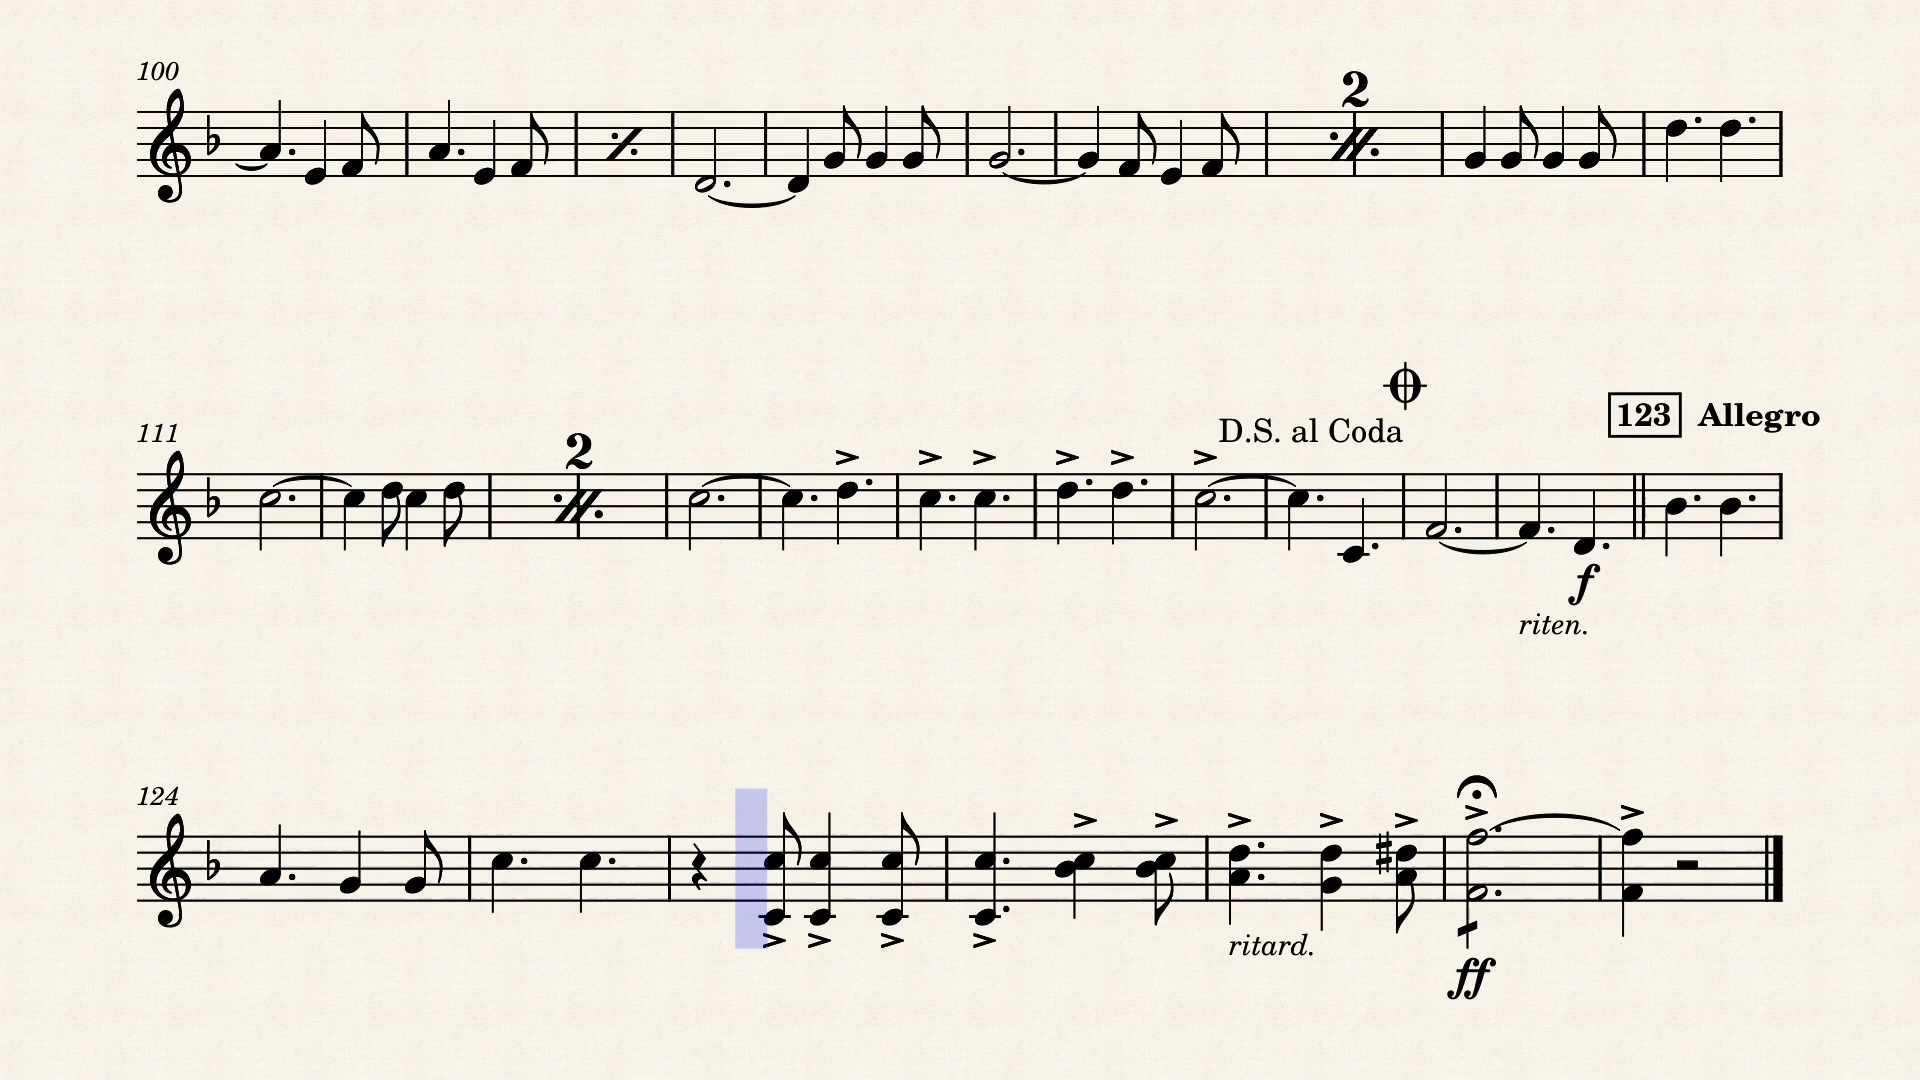 100
2
111
2
D.S. al Coda
123 Allegro
f
riten.
124
ritard.
ff